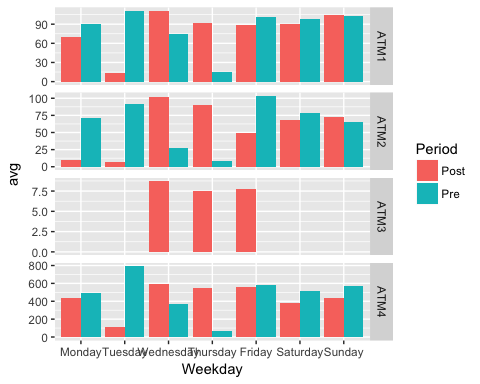 avg
90
60
30
0
ATM1
100
75
50
25
0
ATM2
7.5
5.0
2.5
0.0
ATM3
800
600
400
200
0
ATM4
Monday Tuesday Wednesday Thursday Friday Saturday Sunday
Weekday
Period
Post
Pre